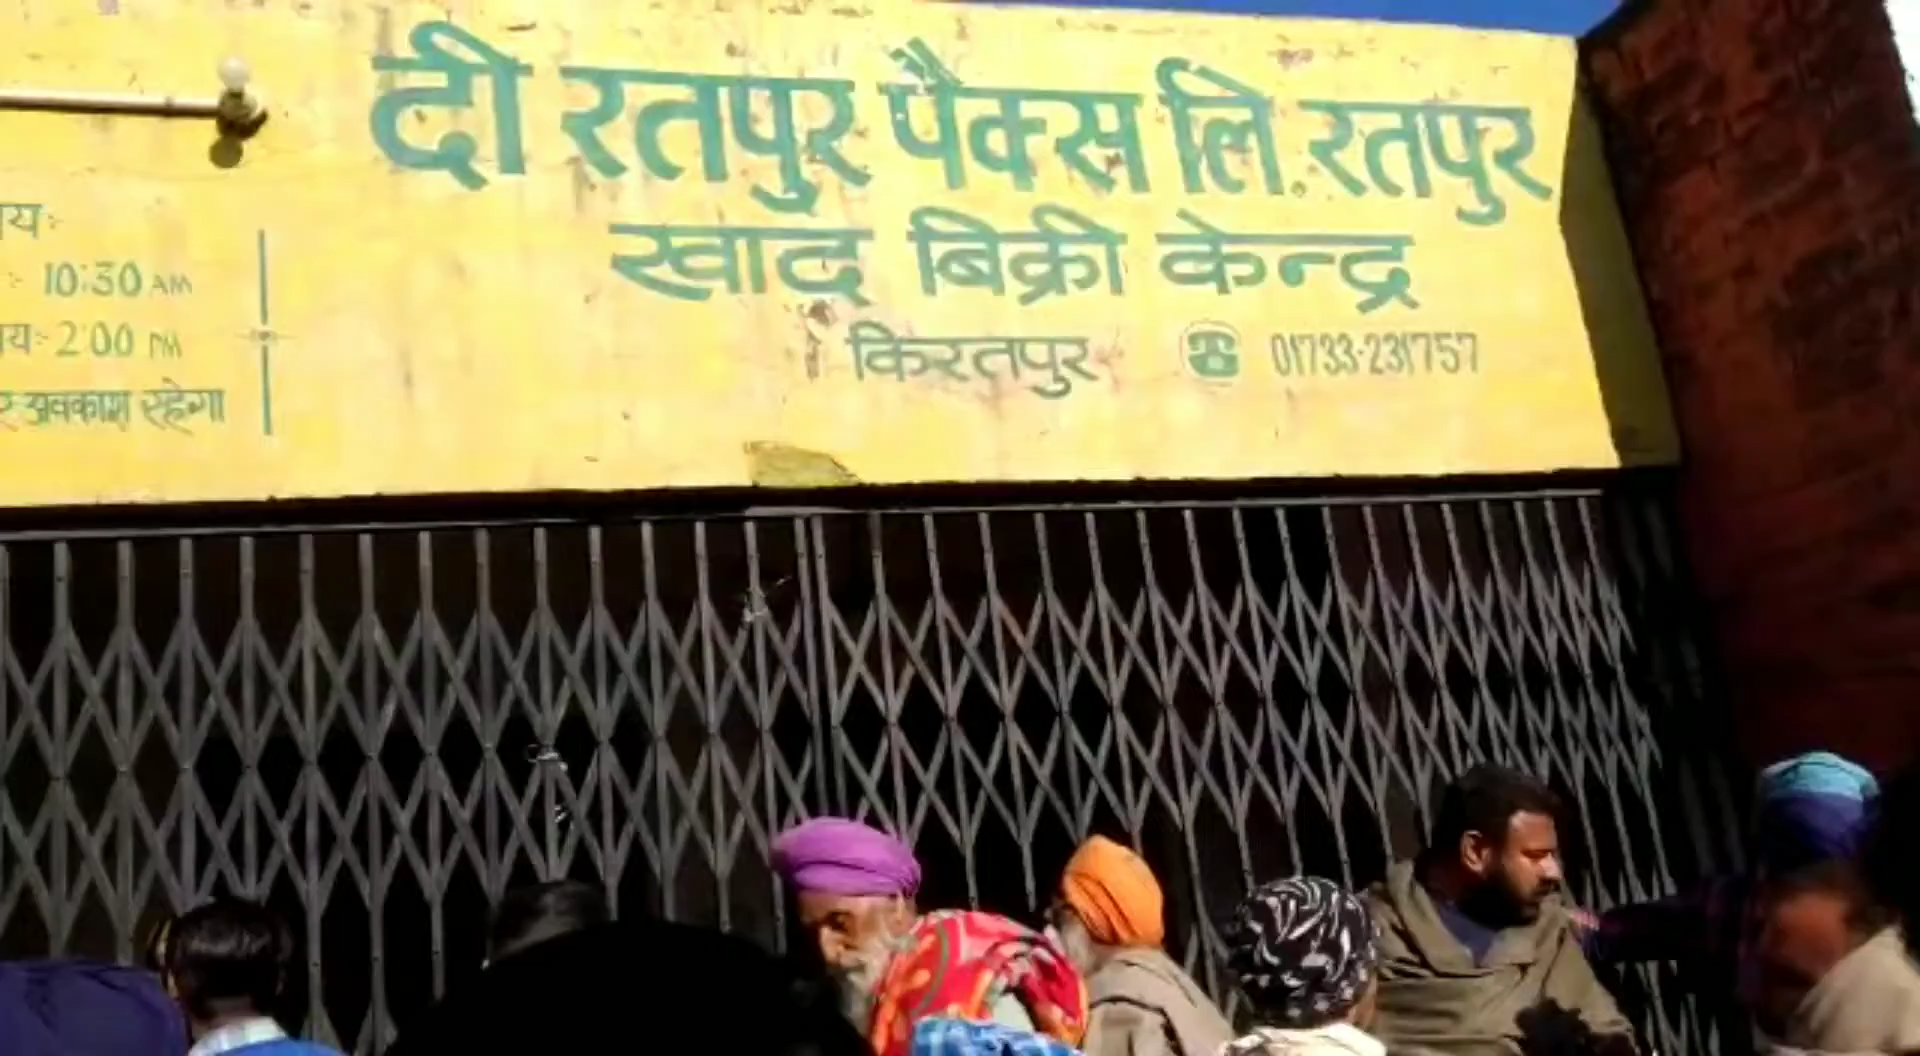 दी रतपुर पैक्स लि. रतपुर
खाद बिक्री केन्द्र
किरतपुर 01733-231757
10:30 AM
2:00 PM
अवकाश रहेगा